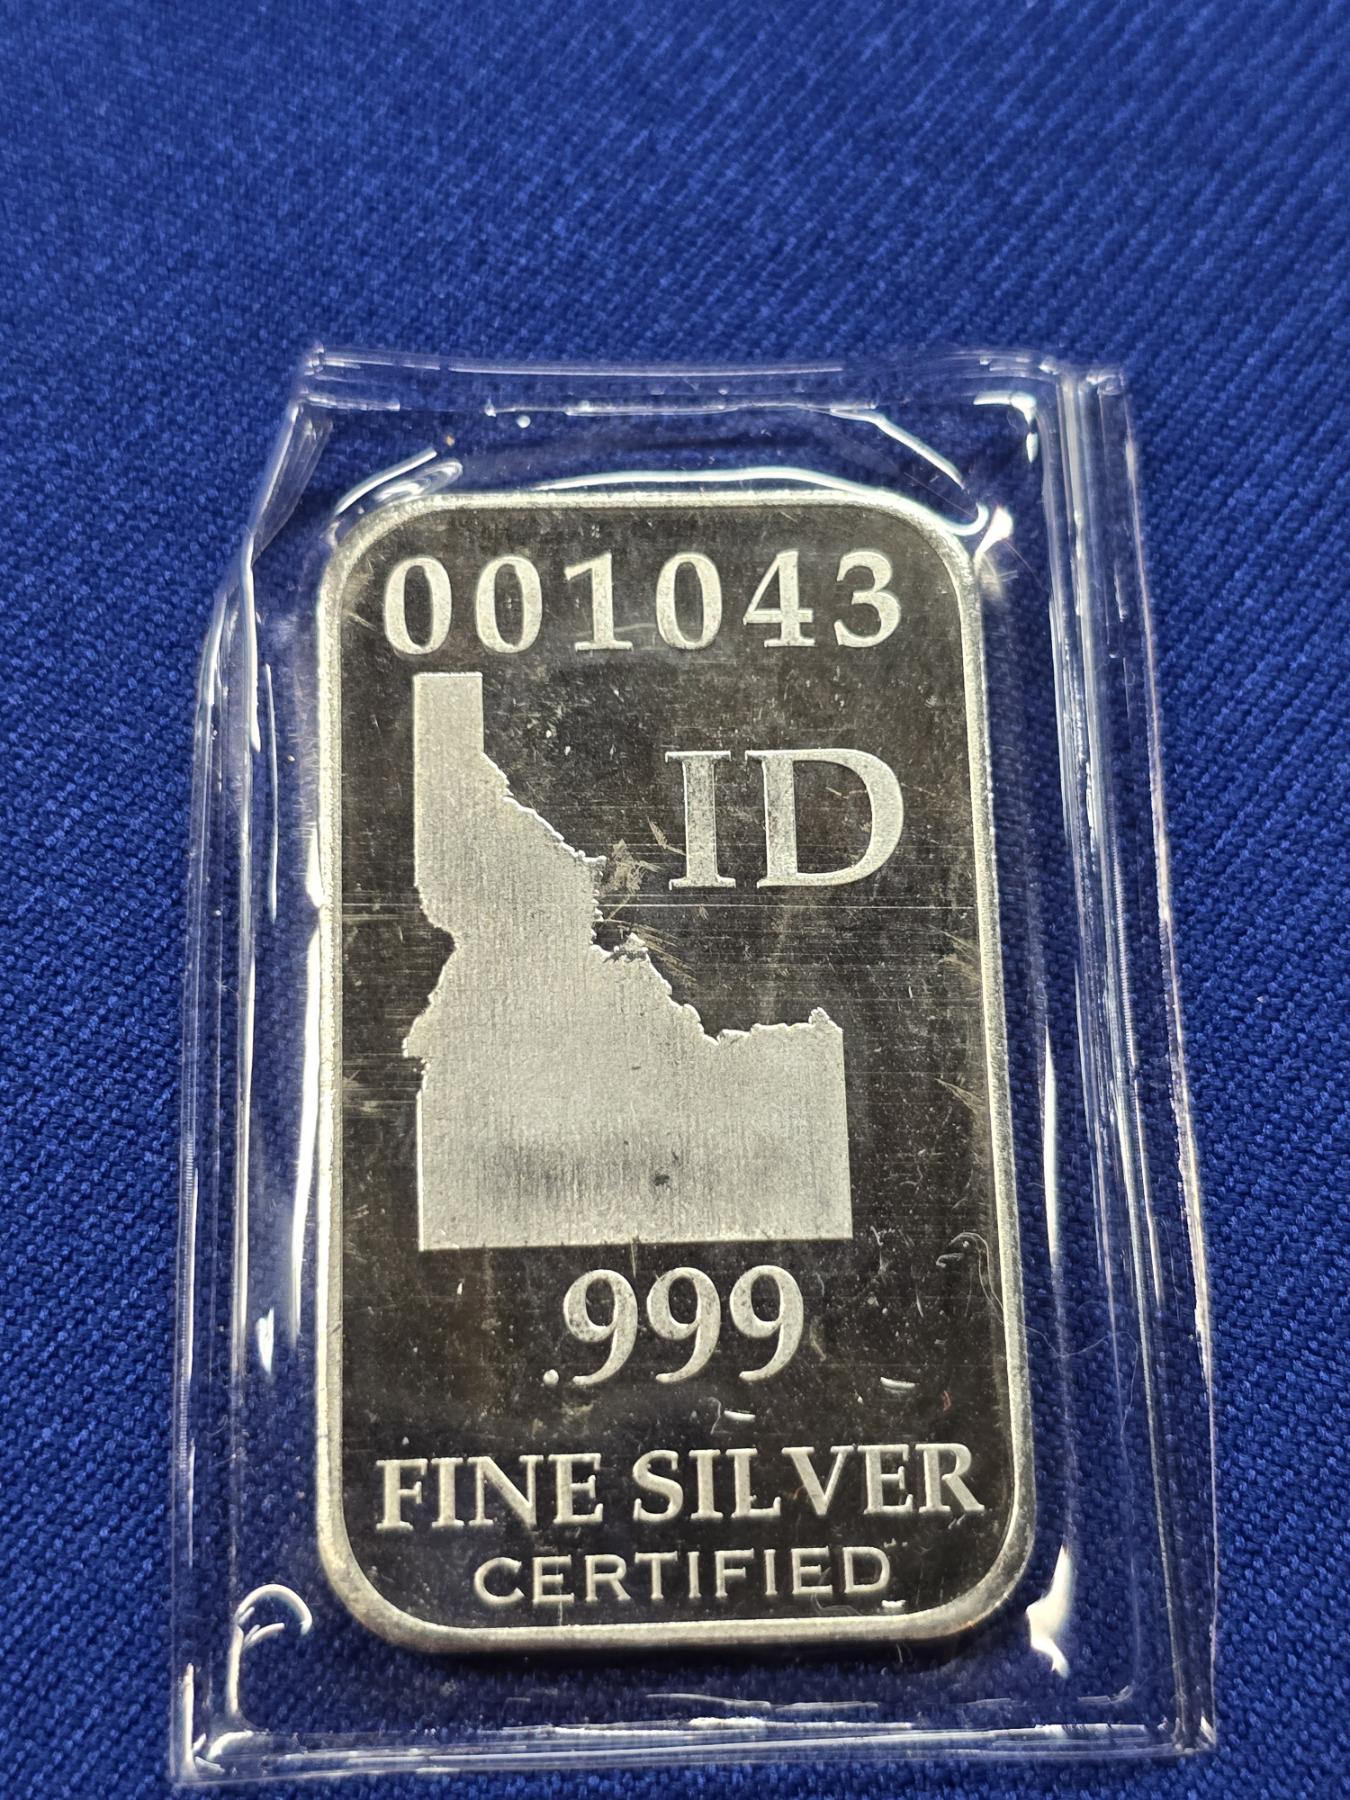 001043
ID
.999
FINE SILVER
CERTIFIED